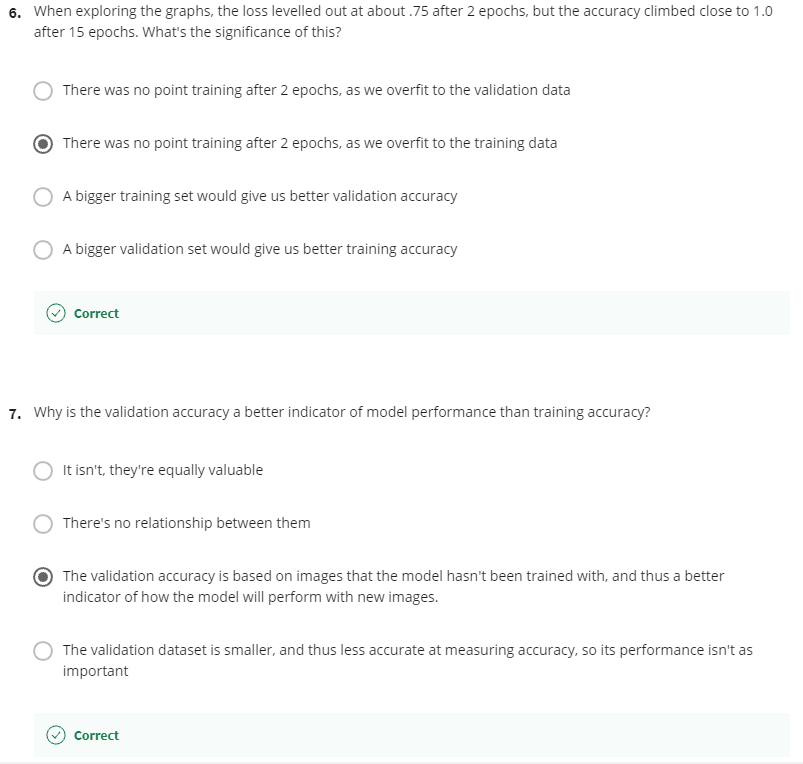 6. When exploring the graphs, the loss levelled out at about .75 after 2 epochs, but the accuracy climbed close to 1.0
after 15 epochs. What's the significance of this?
There was no point training after 2 epochs, as we overfit to the validation data
There was no point training after 2 epochs, as we overfit to the training data
A bigger training set would give us better validation accuracy
A bigger validation set would give us better training accuracy
Correct
7. Why is the validation accuracy a better indicator of model performance than training accuracy?
It isn't, they're equally valuable
There's no relationship between them
The validation accuracy is based on images that the model hasn't been trained with, and thus a better
indicator of how the model will perform with new images.
The validation dataset is smaller, and thus less accurate at measuring accuracy, so its performance isn't as
important
Correct